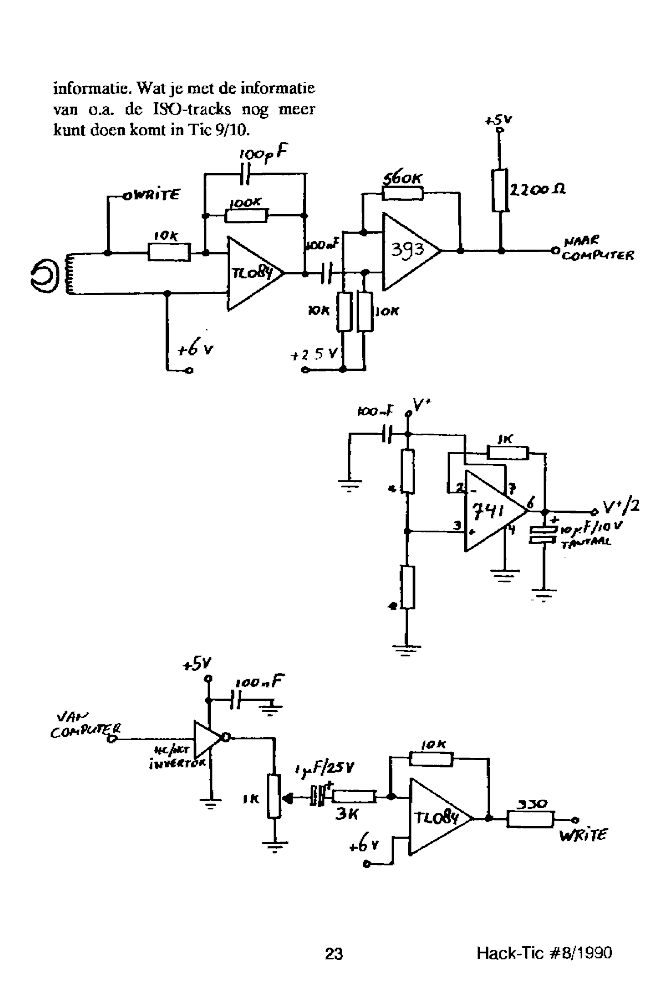 informatie. Wat je met de informatie
van o.a. de ISO-tracks nog meer
kunt doen komt in Tic 9/10.
+5V
100pF
560K
WRiTE
100K
2200Ω
10K
100nF
393
NAAR
COMPUTER
TL084
10K
10K
+6V
+2 5 V
100nF
V⁺
1K
2
-
7
741
6
V⁺/2
3
+
4
+
10µF/10V
TANTAAL
+5V
100nF
VAN
COMPUTER
HC/HCT
iNVERTOR
1µF/25V
10K
+
1K
3K
TL084
330
+6V
WRiTE
23
Hack-Tic #8/1990